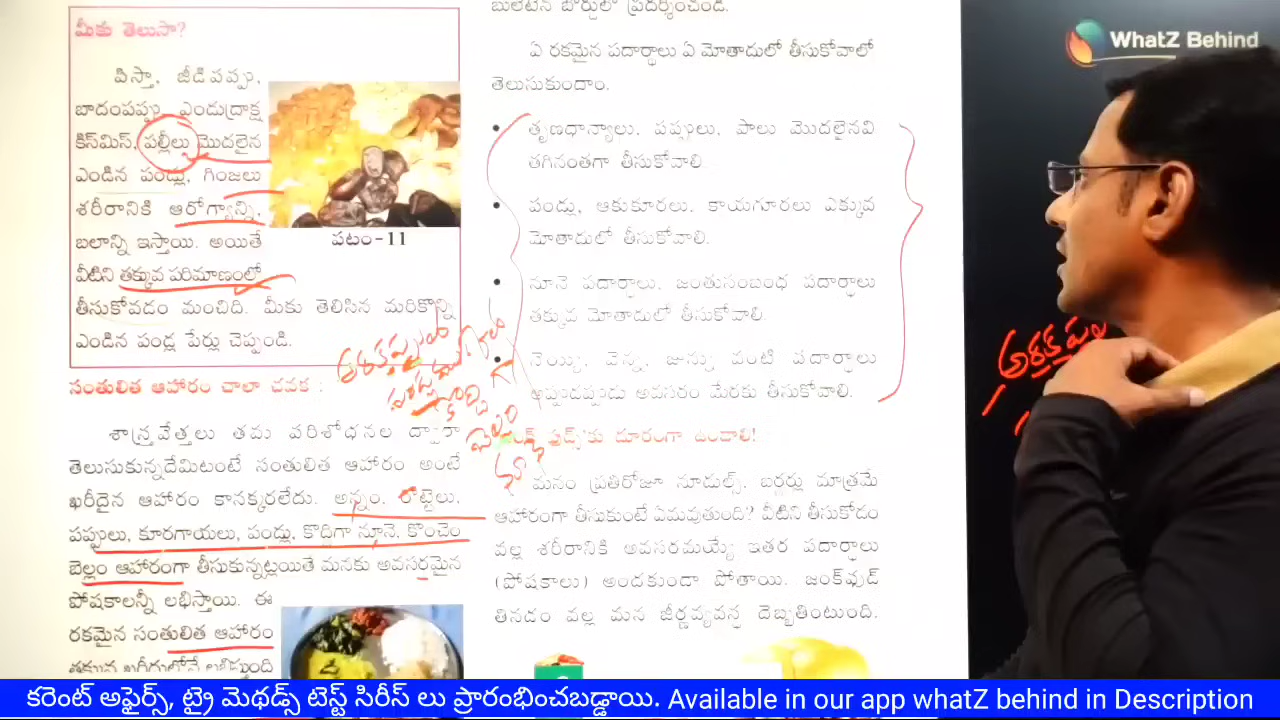 మీకు తెలుసా?
పిస్తా, జీడిపప్పు,
బాదంపప్పు ఎండుద్రాక్ష
కిస్‌మిస్, పల్లీలు మొదలైన
ఎండిన పండ్లు, గింజలు
శరీరానికి ఆరోగ్యాన్ని,
బలాన్ని ఇస్తాయి. అయితే
వీటిని తక్కువ పరిమాణంలో
తీసుకోవడం మంచిది. మీకు తెలిసిన మరికొన్ని
ఎండిన పండ్ల పేర్లు చెప్పండి.
పటం-11
సంతులిత ఆహారం చాలా చవక :
శాస్త్రవేత్తలు తమ పరిశోధనల ద్వారా
తెలుసుకున్నదేమిటంటే సంతులిత ఆహారం అంటే
ఖరీదైన ఆహారం కానక్కరలేదు. అన్నం, రొట్టెలు,
పప్పులు, కూరగాయలు, పండ్లు, కొద్దిగా నూనె, కొంచెం
బెల్లం ఆహారంగా తీసుకున్నట్లయితే మనకు అవసరమైన
పోషకాలన్నీ లభిస్తాయి. ఈ
రకమైన సంతులిత ఆహారం
తక్కువ ఖరీదులోనే లభిస్తుంది
బులెటిన్ బోర్డులో ప్రదర్శించండి.
ఏ రకమైన పదార్థాలు ఏ మోతాదులో తీసుకోవాలో
తెలుసుకుందాం.
• తృణధాన్యాలు, పప్పులు, పాలు మొదలైనవి
తగినంతగా తీసుకోవాలి
• పండ్లు, ఆకుకూరలు, కాయగూరలు ఎక్కువ
మోతాదులో తీసుకోవాలి.
• నూనె పదార్థాలు, జంతుసంబంధ పదార్థాలు
తక్కువ మోతాదులో తీసుకోవాలి.
• నెయ్యి, వెన్న, జున్ను వంటి పదార్థాలు
అప్పుడప్పుడు అవసరం మేరకు తీసుకోవాలి.
ఫుడ్స్'కు దూరంగా ఉండాలి!
మనం ప్రతిరోజూ నూడుల్స్, బర్గర్లు మాత్రమే
ఆహారంగా తీసుకుంటే ఏమవుతుంది? వీటిని తీసుకోడం
వల్ల శరీరానికి అవసరమయ్యే ఇతర పదార్థాలు
(పోషకాలు) అందకుండా పోతాయి. జంక్‌ఫుడ్
తినడం వల్ల మన జీర్ణవ్యవస్థ దెబ్బతింటుంది.
WhatZ Behind
కరెంట్ అఫైర్స్, ట్రై మెథడ్స్ టెస్ట్ సిరీస్ లు ప్రారంభించబడ్డాయి. Available in our app whatZ behind in Description